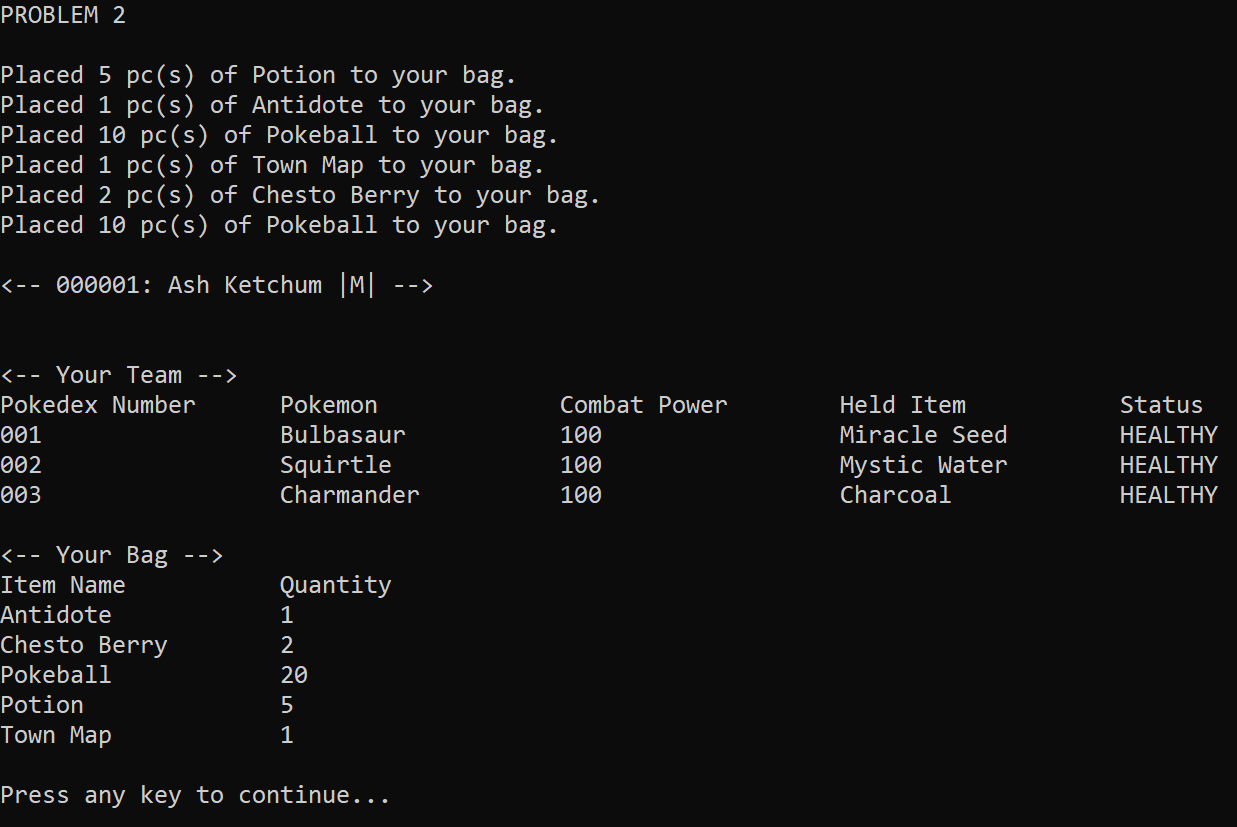 PROBLEM 2
Placed 5 pc(s) of Potion to your bag.
Placed 1 pc(s) of Antidote to your bag.
Placed 10 pc(s) of Pokeball to your bag.
Placed 1 pc(s) of Town Map to your bag.
Placed 2 pc(s) of Chesto Berry to your bag.
Placed 10 pc(s) of Pokeball to your bag.
<-- 000001: Ash Ketchum |M| -->
<-- Your Team -->
Pokedex Number Pokemon Combat Power Held Item Status
001 Bulbasaur 100 Miracle Seed HEALTHY
002 Squirtle 100 Mystic Water HEALTHY
003 Charmander 100 Charcoal HEALTHY
<-- Your Bag -->
Item Name Quantity
Antidote 1
Chesto Berry 2
Pokeball 20
Potion 5
Town Map 1
Press any key to continue...